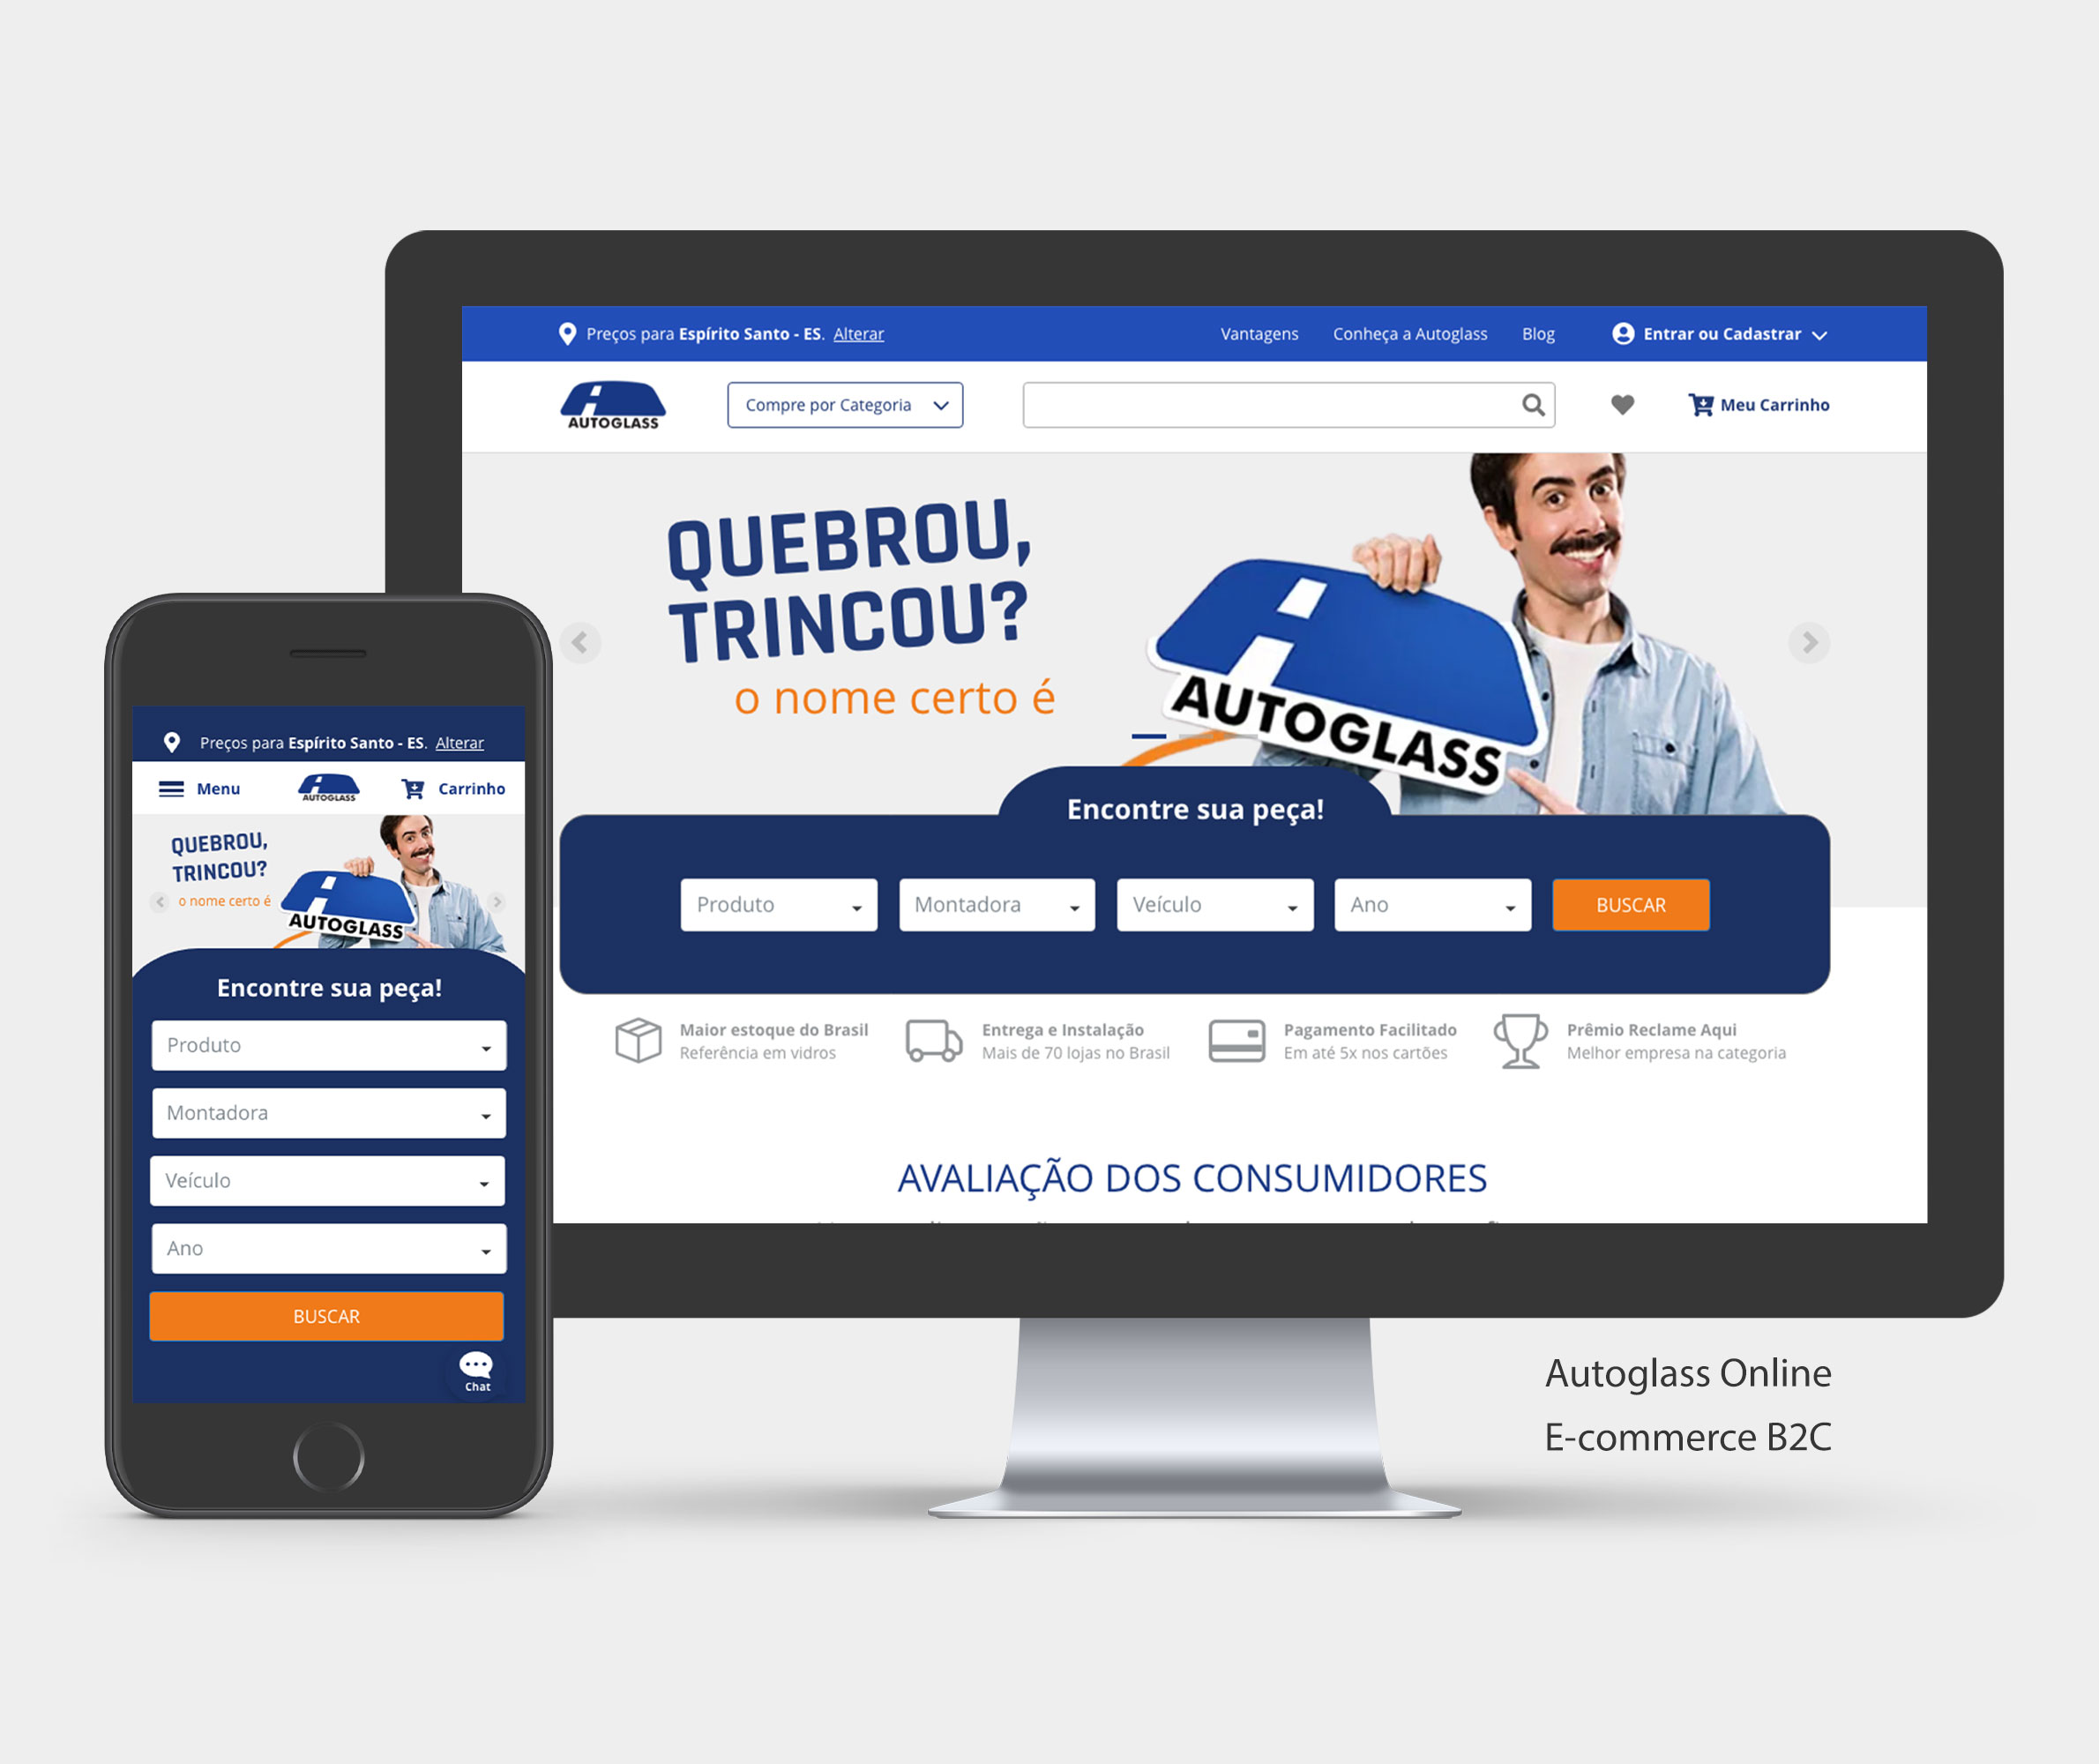 Preços para Espírito Santo - ES. Alterar
Vantagens
Conheça a Autoglass
Blog
Entrar ou Cadastrar
AUTOGLASS
Compre por Categoria
Meu Carrinho
QUEBROU,
TRINCOU?
o nome certo é
AUTOGLASS
Encontre sua peça!
Produto
Montadora
Veículo
Ano
BUSCAR
Maior estoque do Brasil
Referência em vidros
Entrega e Instalação
Mais de 70 lojas no Brasil
Pagamento Facilitado
Em até 5x nos cartões
Prêmio Reclame Aqui
Melhor empresa na categoria
AVALIAÇÃO DOS CONSUMIDORES
Preços para Espírito Santo - ES. Alterar
Menu
AUTOGLASS
Carrinho
QUEBROU,
TRINCOU?
o nome certo é
AUTOGLASS
Encontre sua peça!
Produto
Montadora
Veículo
Ano
BUSCAR
Chat
Autoglass Online
E-commerce B2C